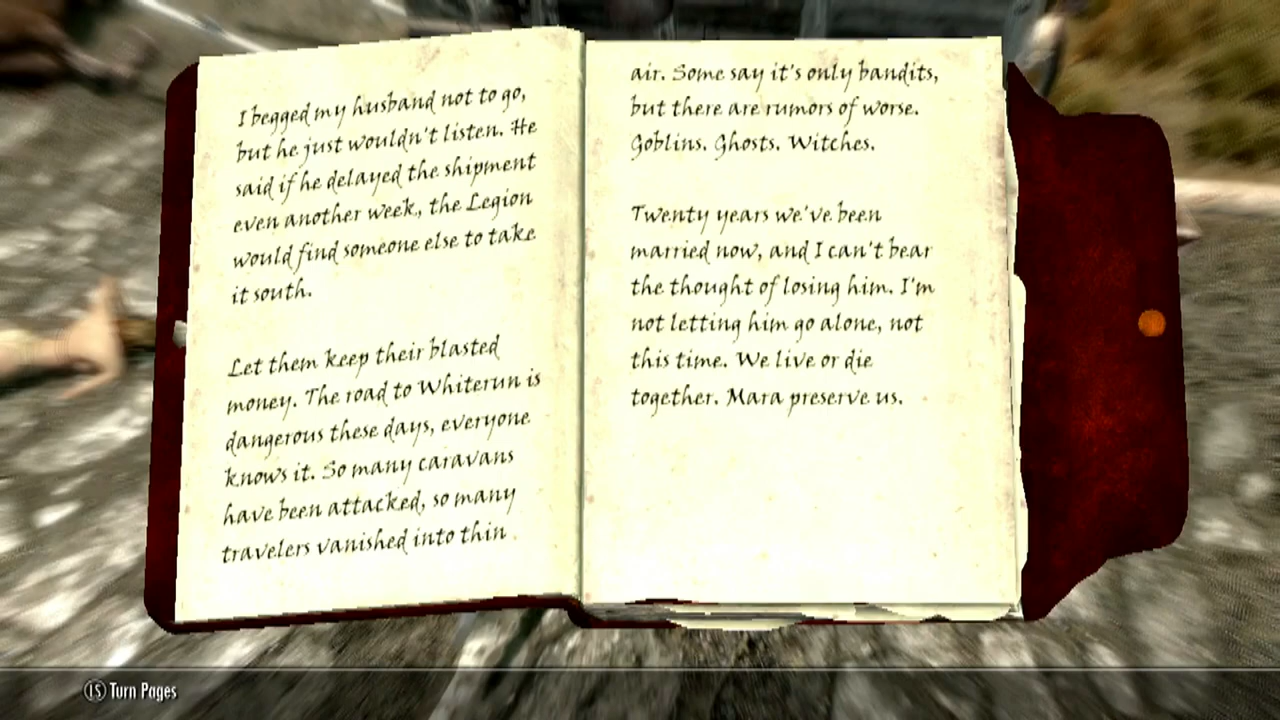 I begged my husband not to go,
but he just wouldn't listen. He
said if he delayed the shipment
even another week, the Legion
would find someone else to take
it south.
Let them keep their blasted
money. The road to Whiterun is
dangerous these days, everyone
knows it. So many caravans
have been attacked, so many
travelers vanished into thin
air. Some say it's only bandits,
but there are rumors of worse.
Goblins. Ghosts. Witches.
Twenty years we've been
married now, and I can't bear
the thought of losing him. I'm
not letting him go alone, not
this time. We live or die
together. Mara preserve us.
LS Turn Pages